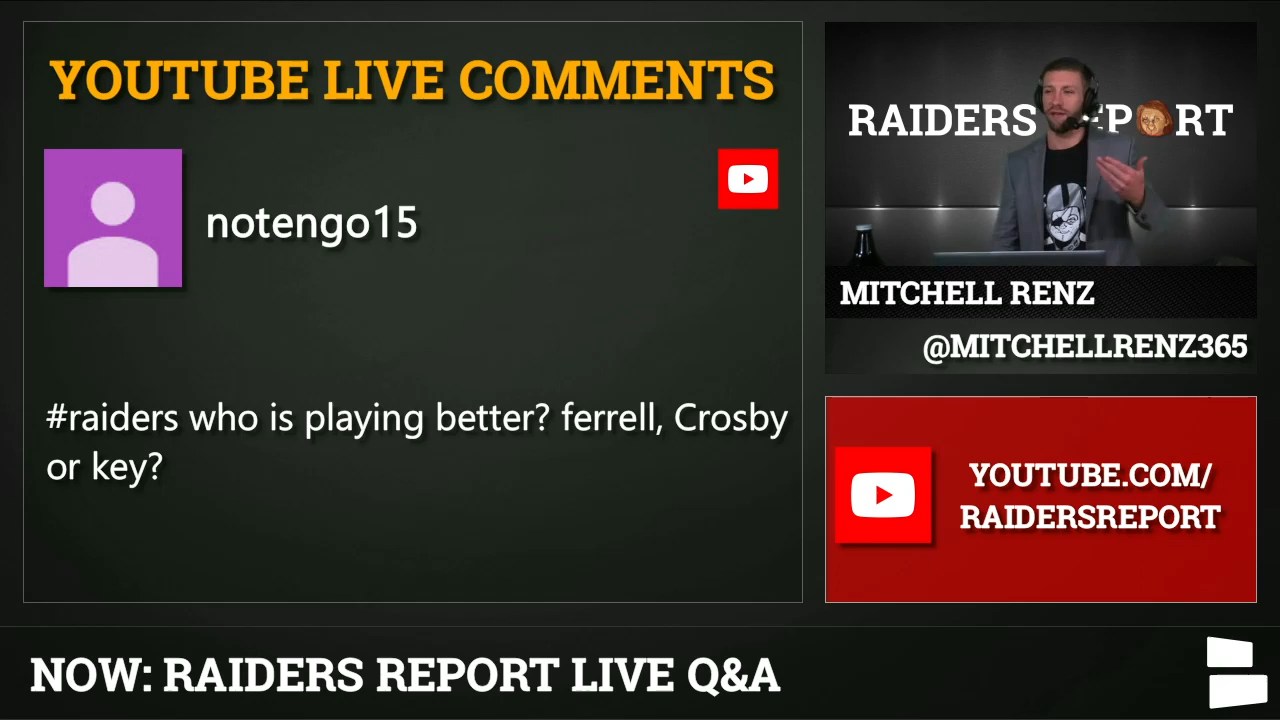 YOUTUBE LIVE COMMENTS
notengo15
#raiders who is playing better? ferrell, Crosby
or key?
RAIDERS REP RT
MITCHELL RENZ
@MITCHELLRENZ365
YOUTUBE.COM/
RAIDERSREPORT
NOW: RAIDERS REPORT LIVE Q&A